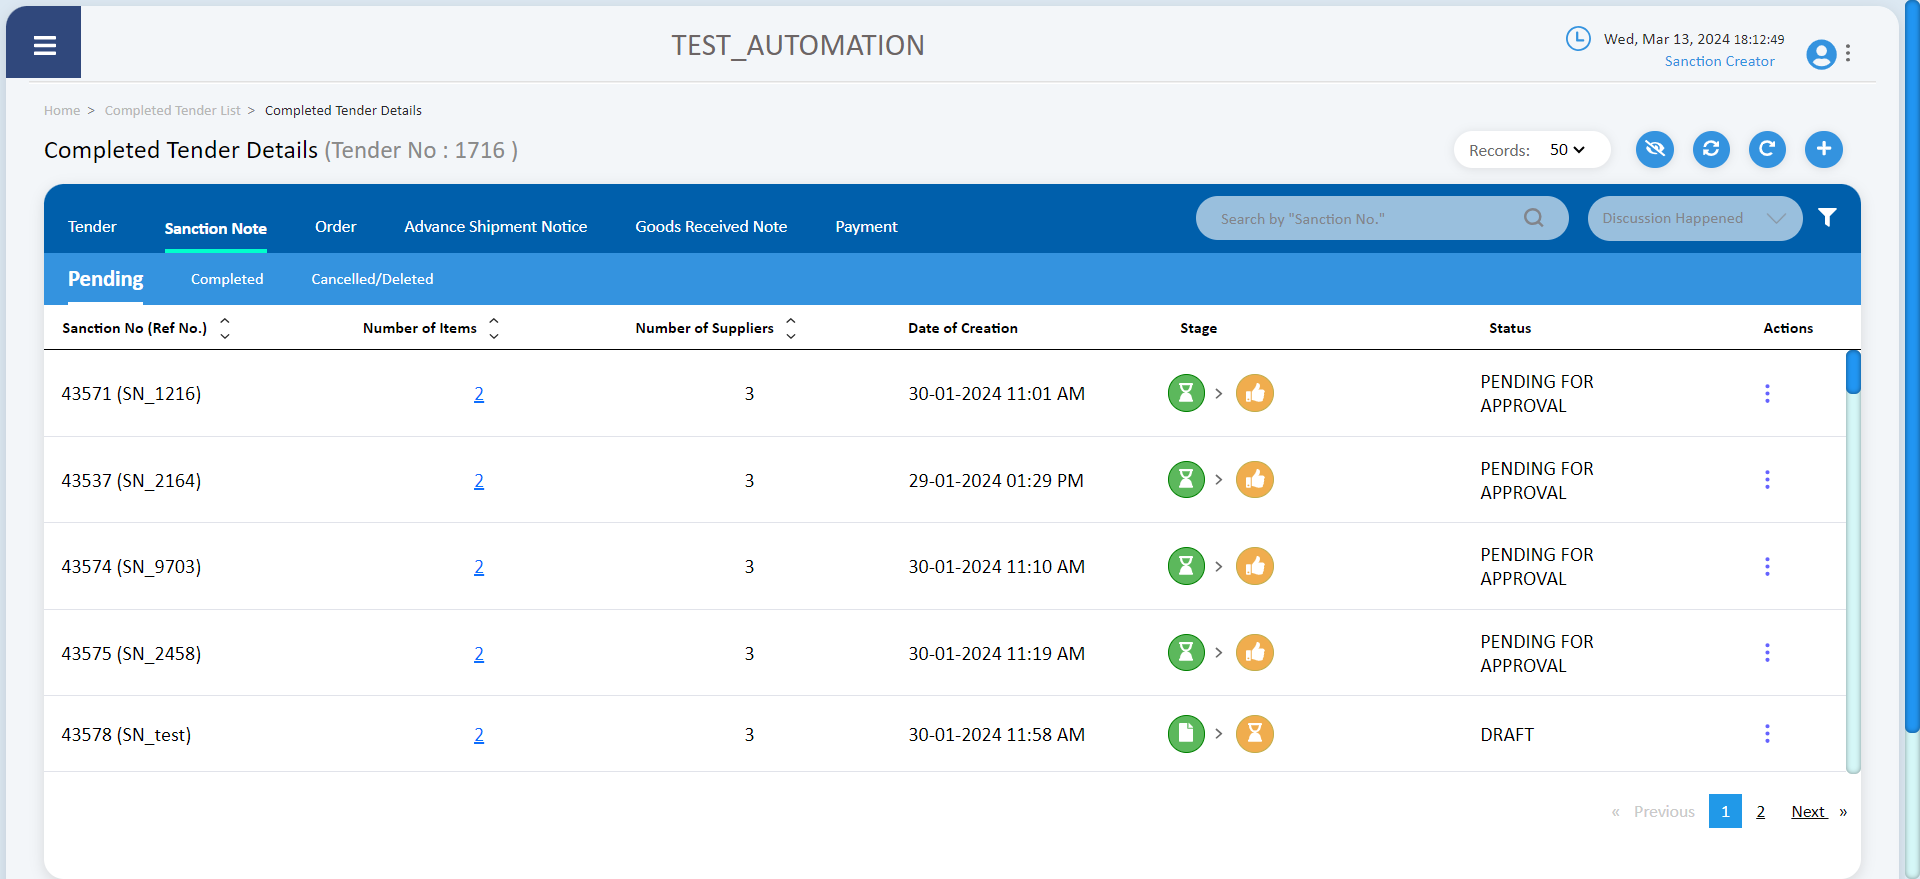 TEST_AUTOMATION
Wed, Mar 13, 2024 18:12:49
Sanction Creator
Home > Completed Tender List > Completed Tender Details
Completed Tender Details (Tender No : 1716 )
Records: 50
Tender Sanction Note Order Advance Shipment Notice Goods Received Note Payment Search by "Sanction No." Discussion Happened
Pending Completed Cancelled/Deleted
Sanction No (Ref No.) Number of Items Number of Suppliers Date of Creation Stage Status Actions
43571 (SN_1216) 2 3 30-01-2024 11:01 AM > PENDING FOR
APPROVAL
43537 (SN_2164) 2 3 29-01-2024 01:29 PM > PENDING FOR
APPROVAL
43574 (SN_9703) 2 3 30-01-2024 11:10 AM > PENDING FOR
APPROVAL
43575 (SN_2458) 2 3 30-01-2024 11:19 AM > PENDING FOR
APPROVAL
43578 (SN_test) 2 3 30-01-2024 11:58 AM > DRAFT
« Previous 1 2 Next »